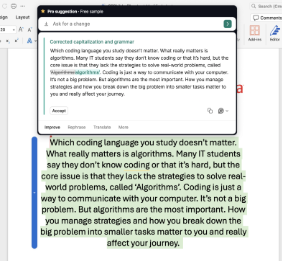 Search (Cm
sign
Layout
Comments
Pro suggestion · Free sample
Ask for a change
Add-ins
Corrected capitalization and grammar
Which coding language you study doesn't matter. What really matters is
algorithms. Many IT students say they don't know coding or that it's hard, but the
core issue is that they lack the strategies to solve real-world problems, called
'Algorithms'algorithms'. Coding is just a way to communicate with your computer.
It's not a big problem. But algorithms are the most important. How you manage
strategies and how you break down the big problem into smaller tasks matter to you
and really affect your journey.
Accept
Improve Rephrase Translate More
Which coding language you study doesn't matter.
What really matters is algorithms. Many IT students
say they don't know coding or that it's hard, but the
core issue is that they lack the strategies to solve real-
world problems, called 'Algorithms'. Coding is just a
way to communicate with your computer. It's not a big
problem. But algorithms are the most important. How
you manage strategies and how you break down the
big problem into smaller tasks matter to you and really
affect your journey.